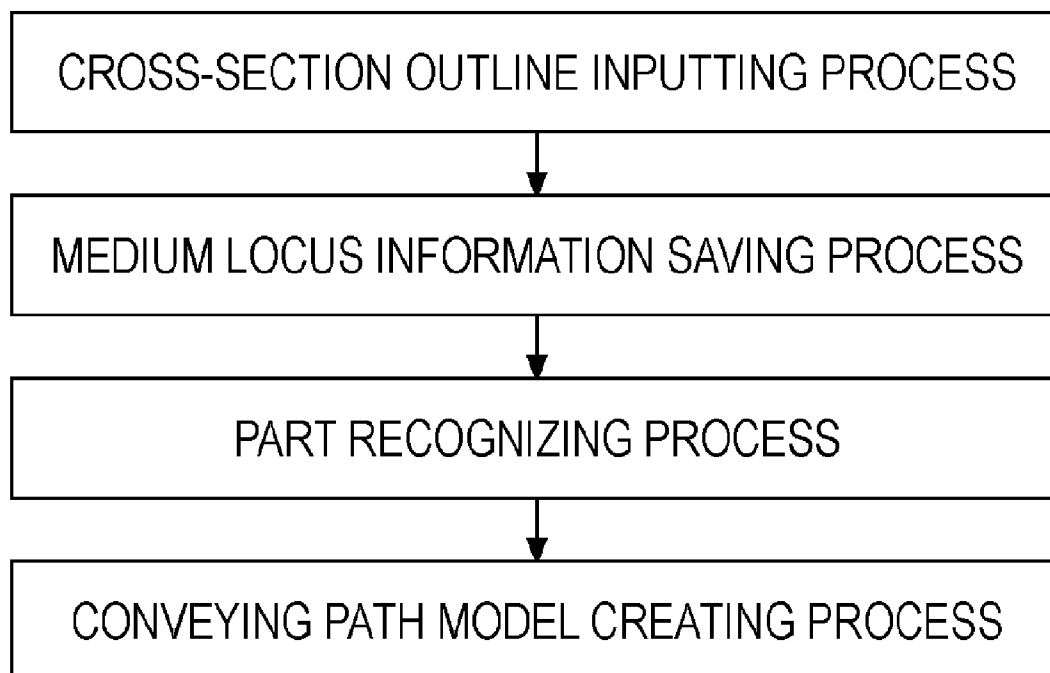 CROSS-SECTION OUTLINE INPUTTING PROCESS
MEDIUM LOCUS INFORMATION SAVING PROCESS
PART RECOGNIZING PROCESS
CONVEYING PATH MODEL CREATING PROCESS